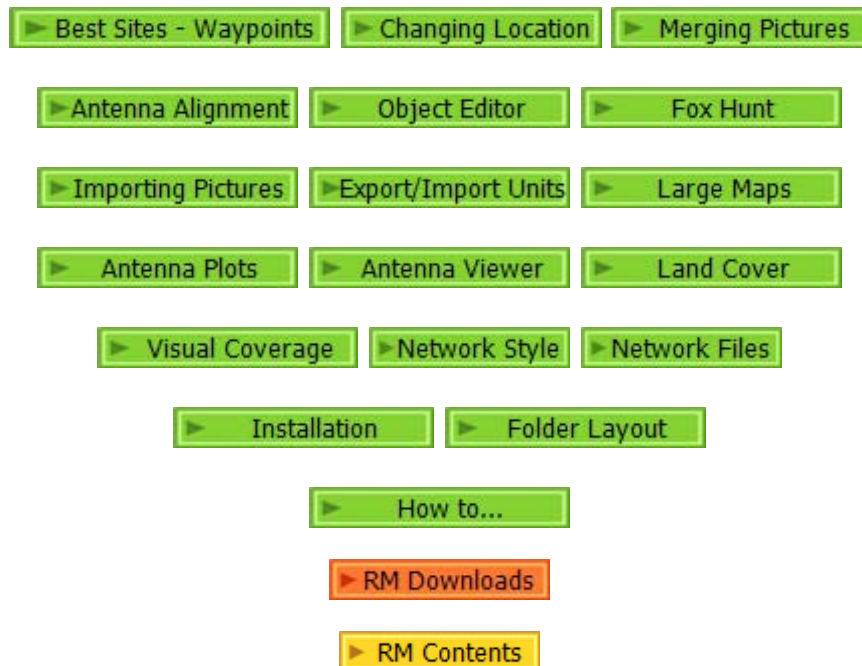 Best Sites - Waypoints Changing Location Merging Pictures
Antenna Alignment Object Editor Fox Hunt
Importing Pictures Export/Import Units Large Maps
Antenna Plots Antenna Viewer Land Cover
Visual Coverage Network Style Network Files
Installation Folder Layout
How to...
RM Downloads
RM Contents